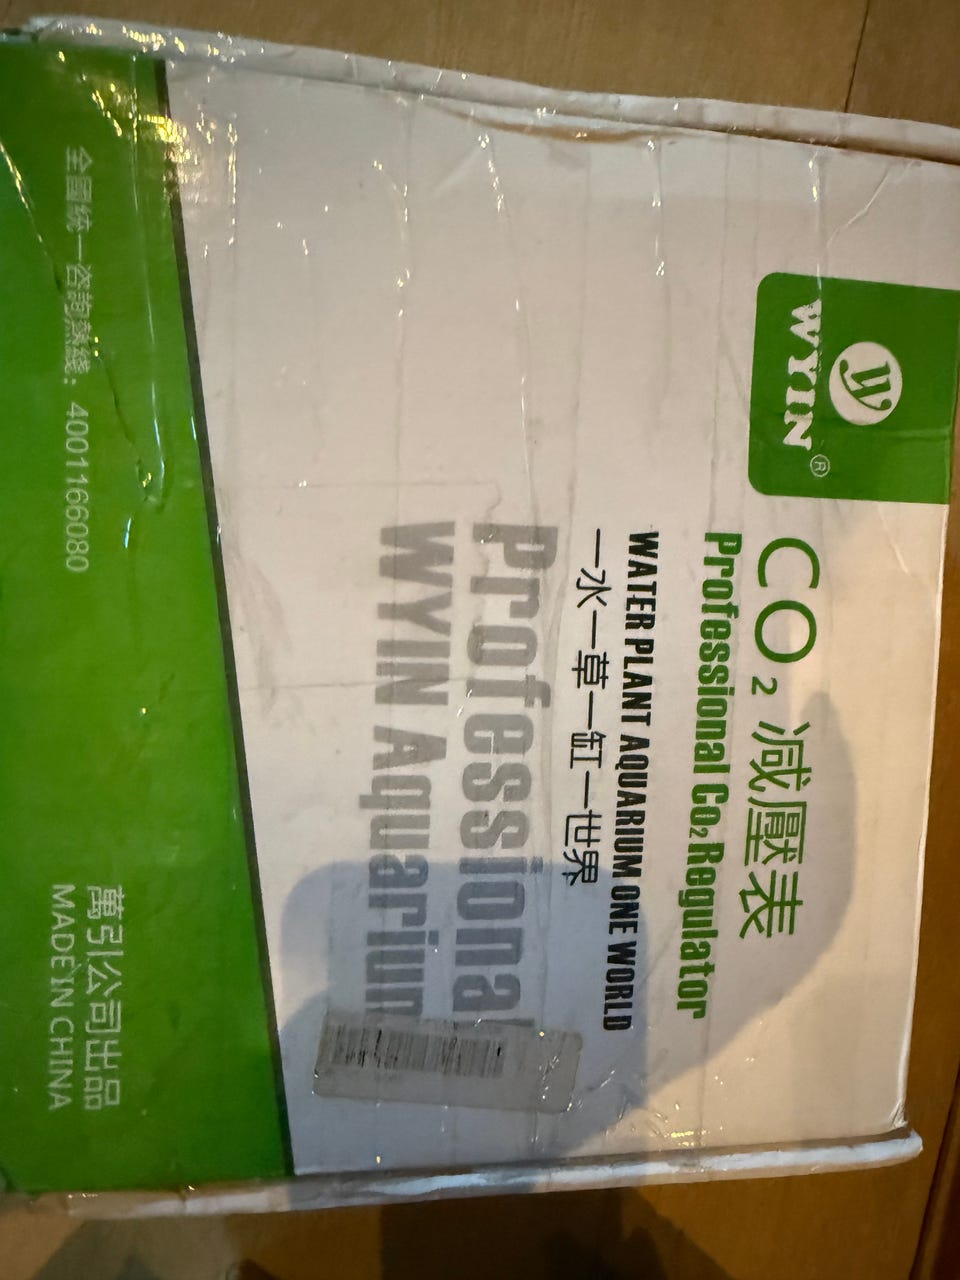 WYIN®
CO₂ 減壓表
Professional Co₂ Regulator
WATER PLANT AQUARIUM ONE WORLD
一水一草一缸一世界
Professional
WYIN Aquarium
全國統一咨詢熱綫：4001166080
萬引公司出品
MADE IN CHINA